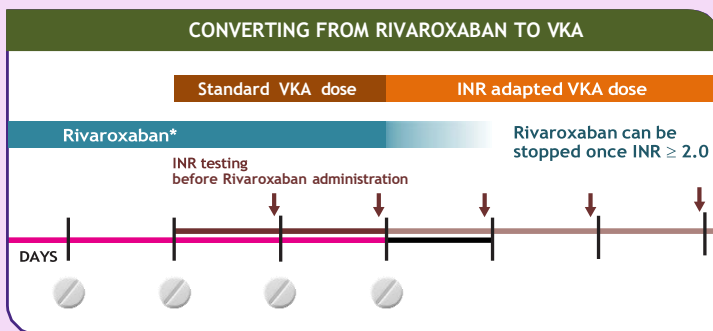 CONVERTING FROM RIVAROXABAN TO VKA
Standard VKA dose
INR adapted VKA dose
Rivaroxaban*
Rivaroxaban can be
stopped once INR ≥ 2.0
INR testing
before Rivaroxaban administration
DAYS